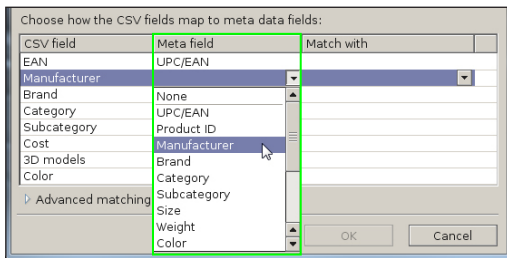 Choose how the CSV fields map to meta data fields:
CSV field Meta field Match with
EAN UPC/EAN
Manufacturer
Brand None
Category UPC/EAN
Subcategory Product ID
Cost Manufacturer
3D models Brand
Color Category
Advanced matching Subcategory
Size
Weight
Color
OK Cancel